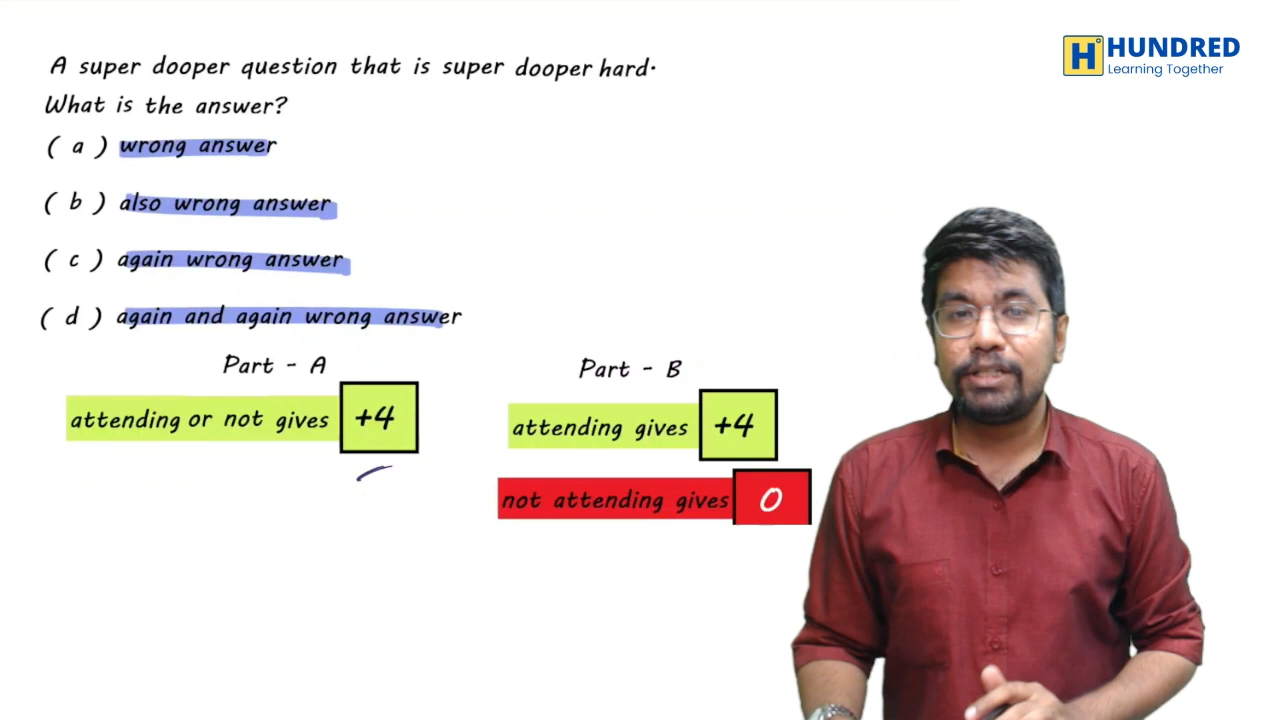 A super dooper question that is super dooper hard.
What is the answer?
( a ) wrong answer
( b ) also wrong answer
( c ) again wrong answer
( d ) again and again wrong answer
Part - A
attending or not gives +4
Part - B
attending gives +4
not attending gives 0
H HUNDRED
Learning Together